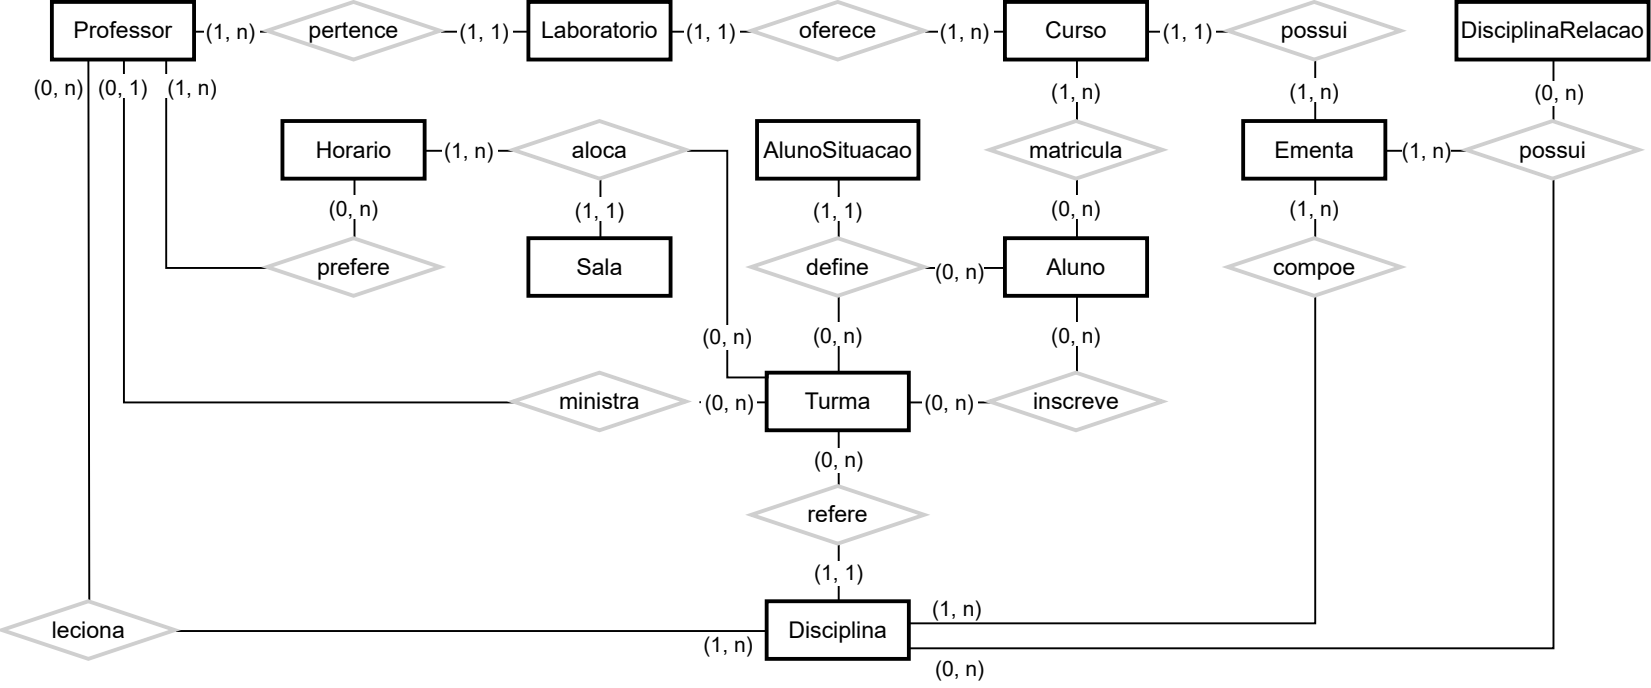 Professor (1, n) pertence (1, 1) Laboratorio (1, 1) oferece (1, n) Curso (1, 1) possui DisciplinaRelacao
(0, n) (0, 1) (1, n) (1, n) (1, n) (0, n)
Horario (1, n) aloca AlunoSituacao matricula Ementa (1, n) possui
(0, n) (1, 1) (1, 1) (0, n) (1, n)
prefere Sala define (0, n) Aluno compoe
(0, n) (0, n) (0, n)
ministra (0, n) Turma (0, n) inscreve
(0, n)
refere
(1, 1)
(1, n)
leciona Disciplina
(1, n)
(0, n)